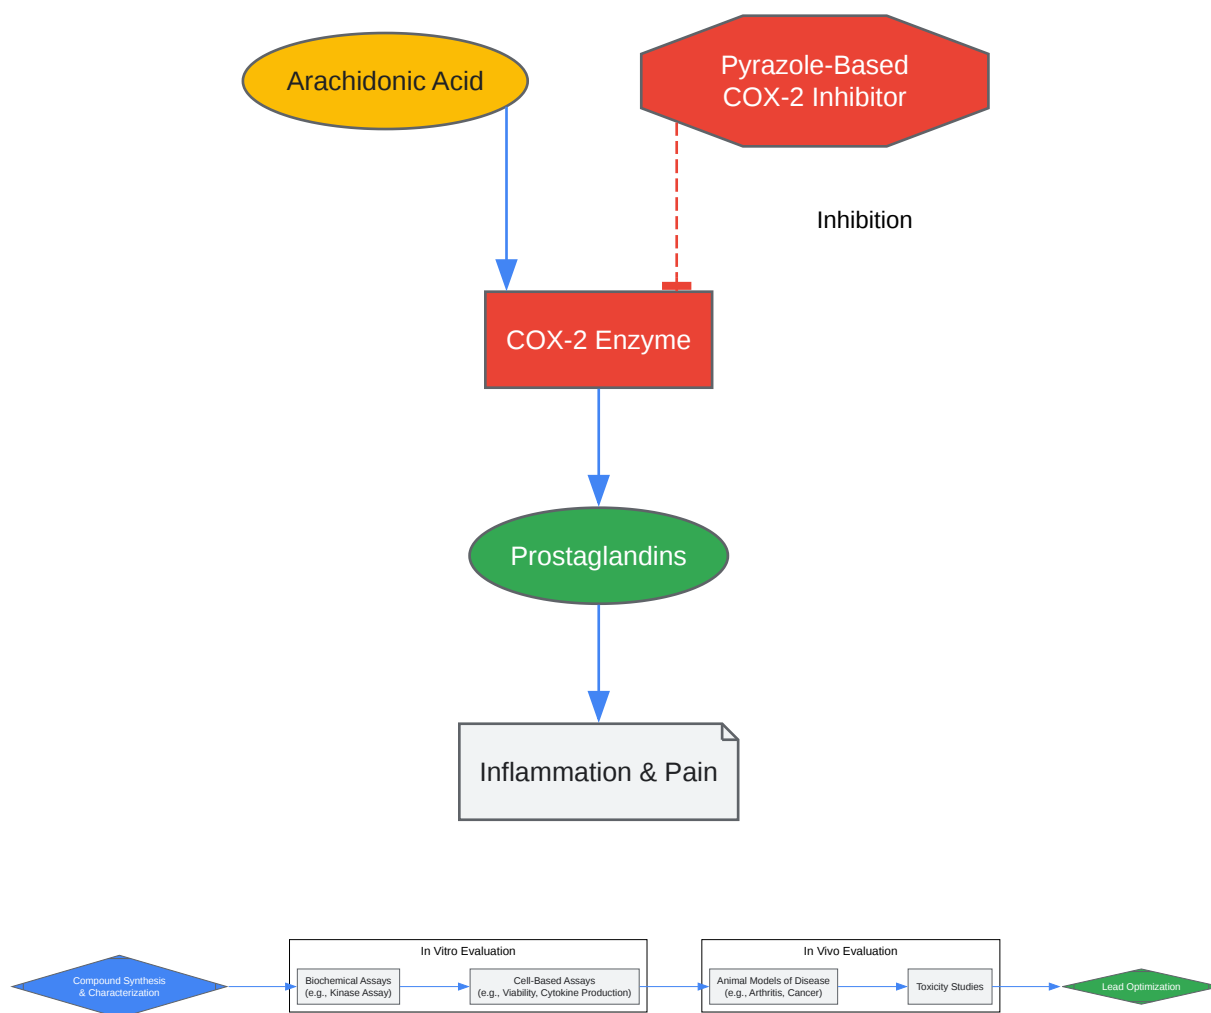 Arachidonic Acid
Pyrazole-Based
COX-2 Inhibitor
Inhibition
COX-2 Enzyme
Prostaglandins
Inflammation & Pain
In Vitro Evaluation
In Vivo Evaluation
Compound Synthesis
& Characterization
Biochemical Assays
(e.g., Kinase Assay)
Cell-Based Assays
(e.g., Viability, Cytokine Production)
Animal Models of Disease
(e.g., Arthritis, Cancer)
Toxicity Studies
Lead Optimization